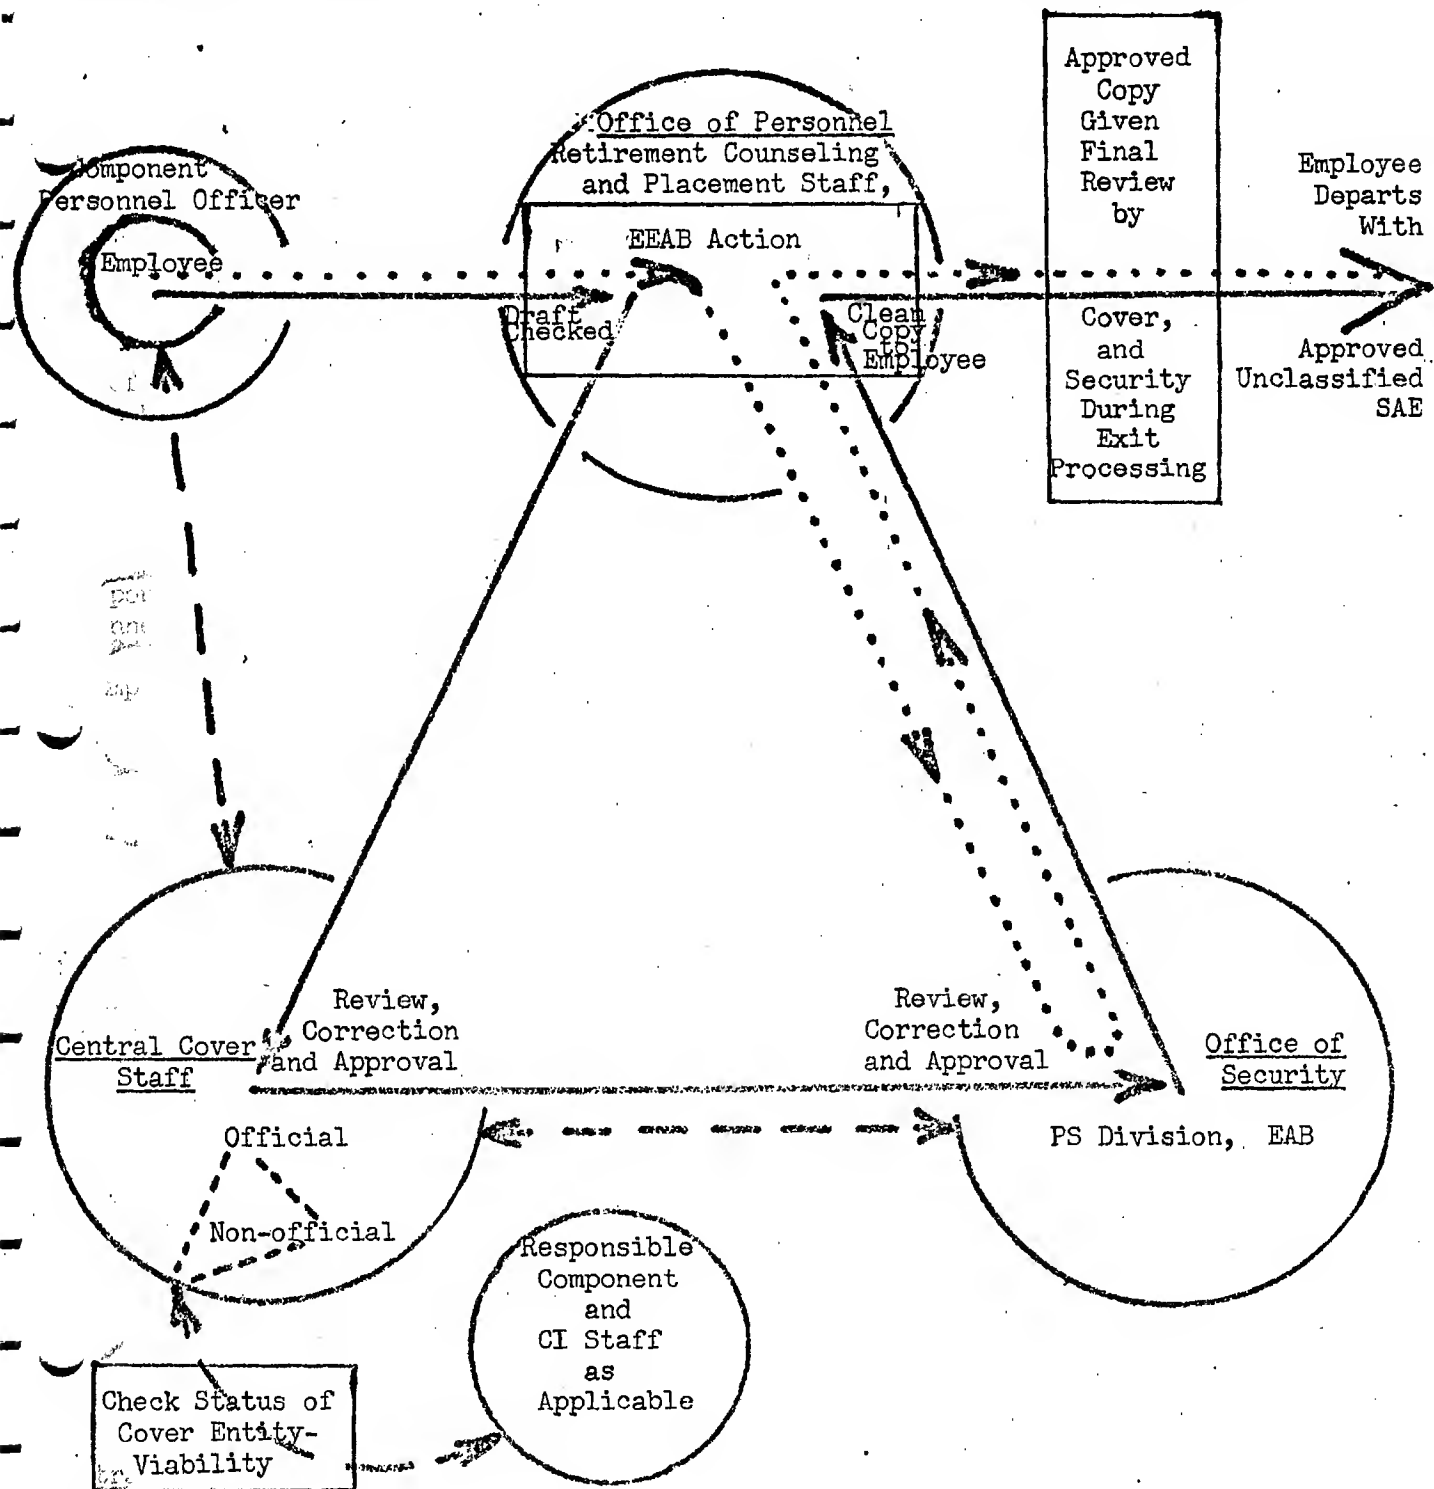 Component
Personnel Officer
Employee
Office of Personnel
Retirement Counseling
and Placement Staff,
EEAB Action
Draft
Checked
Clean
Copy
to
Employee
Approved
Copy
Given
Final
Review
by
Cover,
and
Security
During
Exit
Processing
Employee
Departs
With
Approved
Unclassified
SAE
Review,
Correction
and Approval
Central Cover
Staff
Official
Non-official
Review,
Correction
and Approval
Office of
Security
PS Division, EAB
Responsible
Component
and
CI Staff
as
Applicable
Check Status of
Cover Entity-
Viability